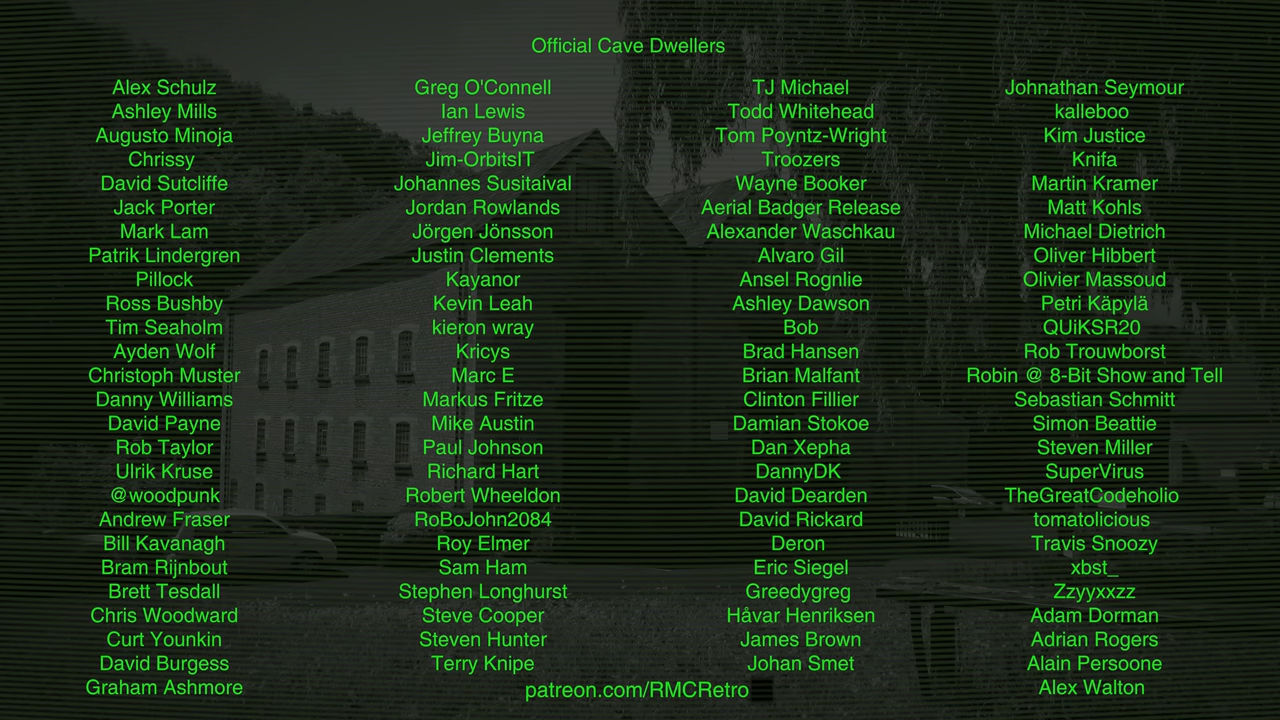 Official Cave Dwellers
Alex Schulz
Ashley Mills
Augusto Minoja
Chrissy
David Sutcliffe
Jack Porter
Mark Lam
Patrik Lindergren
Pillock
Ross Bushby
Tim Seaholm
Ayden Wolf
Christoph Muster
Danny Williams
David Payne
Rob Taylor
Ulrik Kruse
@woodpunk
Andrew Fraser
Bill Kavanagh
Bram Rijnbout
Brett Tesdall
Chris Woodward
Curt Younkin
David Burgess
Graham Ashmore
Greg O'Connell
Ian Lewis
Jeffrey Buyna
Jim-OrbitsIT
Johannes Susitaival
Jordan Rowlands
Jörgen Jönsson
Justin Clements
Kayanor
Kevin Leah
kieron wray
Kricys
Marc E
Markus Fritze
Mike Austin
Paul Johnson
Richard Hart
Robert Wheeldon
RoBoJohn2084
Roy Elmer
Sam Ham
Stephen Longhurst
Steve Cooper
Steven Hunter
Terry Knipe
TJ Michael
Todd Whitehead
Tom Poyntz-Wright
Troozers
Wayne Booker
Aerial Badger Release
Alexander Waschkau
Alvaro Gil
Ansel Rognlie
Ashley Dawson
Bob
Brad Hansen
Brian Malfant
Clinton Fillier
Damian Stokoe
Dan Xepha
DannyDK
David Dearden
David Rickard
Deron
Eric Siegel
Greedygreg
Håvar Henriksen
James Brown
Johan Smet
Johnathan Seymour
kalleboo
Kim Justice
Knifa
Martin Kramer
Matt Kohls
Michael Dietrich
Oliver Hibbert
Olivier Massoud
Petri Käpylä
QUiKSR20
Rob Trouwborst
Robin @ 8-Bit Show and Tell
Sebastian Schmitt
Simon Beattie
Steven Miller
SuperVirus
TheGreatCodeholio
tomatolicious
Travis Snoozy
xbst_
Zzyyxxzz
Adam Dorman
Adrian Rogers
Alain Persoone
Alex Walton
patreon.com/RMCRetro